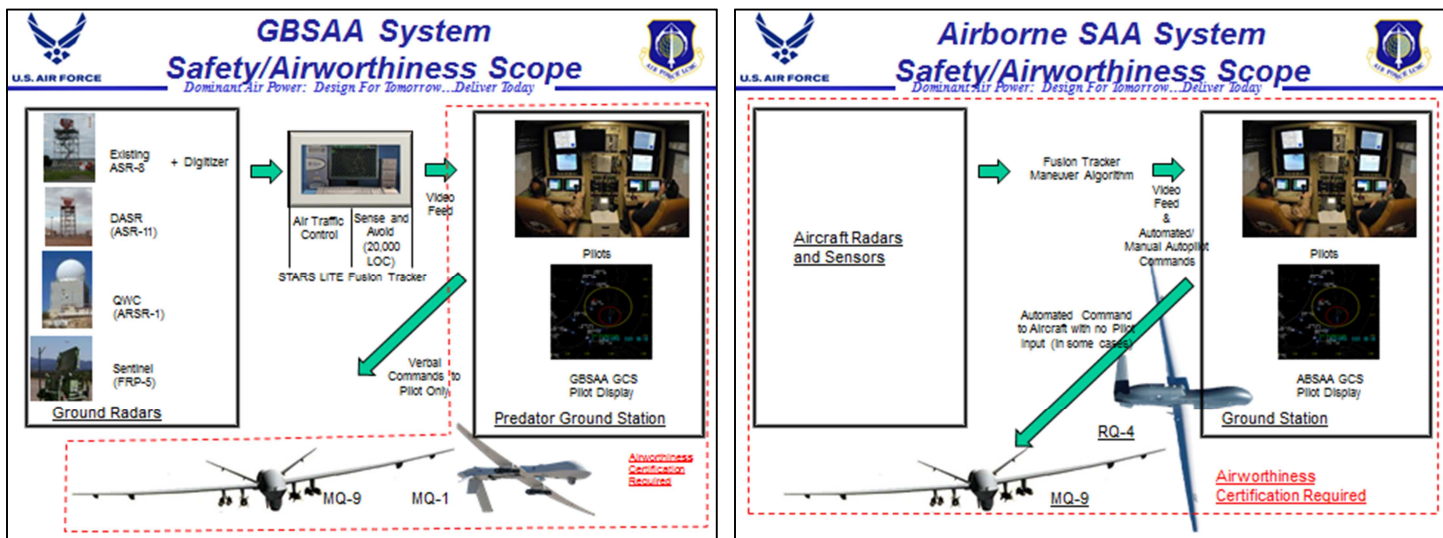 GBSAA System
Safety/Airworthiness Scope
U.S. AIR FORCE
AIR FORCE LCMC
Dominant Air Power: Design For Tomorrow...Deliver Today
Existing
ASR-8
+ Digitizer
DASR
(ASR-11)
QWC
(ARSR-1)
Sentinel
(FRP-5)
Ground Radars
Air Traffic
Control
Sense and
Avoid
(20,000
LOC)
STARS LITE Fusion Tracker
Video
Feed
Pilots
GBSAA GCS
Pilot Display
Predator Ground Station
Verbal
Commands to
Pilot Only
MQ-9
MQ-1
Airworthiness
Certification
Required
Airborne SAA System
Safety/Airworthiness Scope
U.S. AIR FORCE
AIR FORCE LCMC
Dominant Air Power: Design For Tomorrow...Deliver Today
Aircraft Radars
and Sensors
Fusion Tracker
Maneuver Algorithm
Video
Feed
&
Automated/
Manual Autopilot
Commands
Pilots
ABSAA GCS
Pilot Display
Ground Station
Automated Command
to Aircraft with no Pilot
Input (In some cases)
RQ-4
MQ-9
Airworthiness
Certification Required